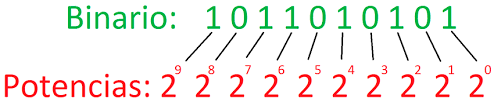 Binario: 1 0 1 1 0 1 0 1 0 1
Potencias: 2⁹ 2⁸ 2⁷ 2⁶ 2⁵ 2⁴ 2³ 2² 2¹ 2⁰